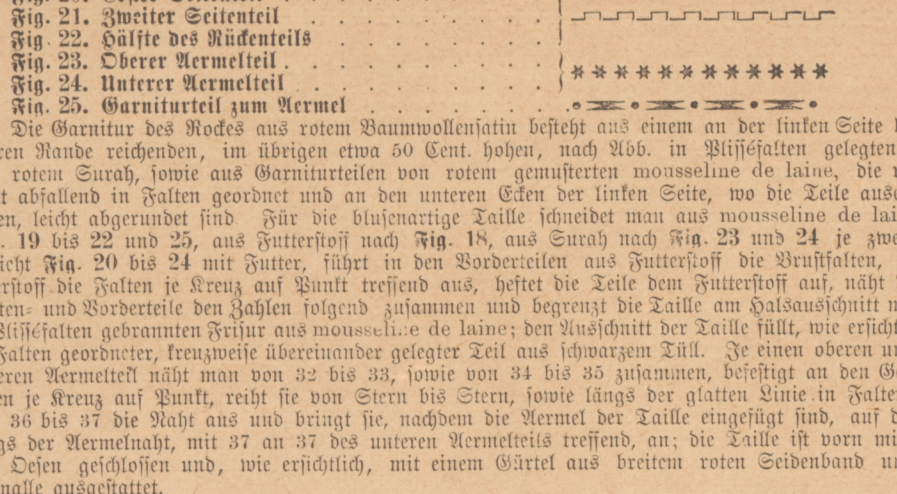 Fig. 21. Zweiter Seitenteil . . . . . .
Fig. 22. Hälfte des Rückenteils . . . . .
Fig. 23. Oberer Aermelteil . . . . . .
Fig. 24. Unterer Aermelteil . . . . . .
Fig. 25. Garniturteil zum Aermel . . . .
Die Garnitur des Rockes aus rotem Baumwollensatin besteht aus einem an der linken Seite
ren Rande reichenden, im übrigen etwa 50 Cent. hohen, nach Abb. in Plisséfalten gelegten
rotem Surah, sowie aus Garniturteilen von rotem gemusterten mousseline de laine, die
t abfallend in Falten geordnet und an den unteren Ecken der linken Seite, wo die Teile
en, leicht abgerundet sind. Für die blusenartige Taille schneidet man aus mousseline de
. 19 bis 22 und 25, aus Futterstoff nach Fig. 18, aus Surah nach Fig. 23 und 24 je
icht Fig. 20 bis 24 mit Futter, führt in den Vorderteilen aus Futterstoff die Brustfalten,
rstoff die Falten je Kreuz auf Punkt treffend aus, heftet die Teile dem Futterstoff auf, näht
ten- und Vorderteile den Zahlen folgend zusammen und begrenzt die Taille am Halsausschnitt
Plisséfalten gebrannten Frisur aus mousseline de laine; den Ausschnitt der Taille füllt, wie
Falten geordneter, kreuzweise übereinander gelegter Teil aus schwarzem Tüll. Je einen oberen
eren Aermelteil näht man von 32 bis 33, sowie von 34 bis 35 zusammen, befestigt an den
en je Kreuz auf Punkt, reiht sie von Stern bis Stern, sowie längs der glatten Linie in
36 bis 37 die Naht aus und bringt sie, nachdem die Aermel der Taille eingefügt sind, auf
gs der Aermelnaht, mit 37 an 37 des unteren Aermelteils treffend, an; die Taille ist vorn
Oesen geschlossen und, wie ersichtlich, mit einem Gürtel aus breitem roten Seidenband
nalle ausgestattet.